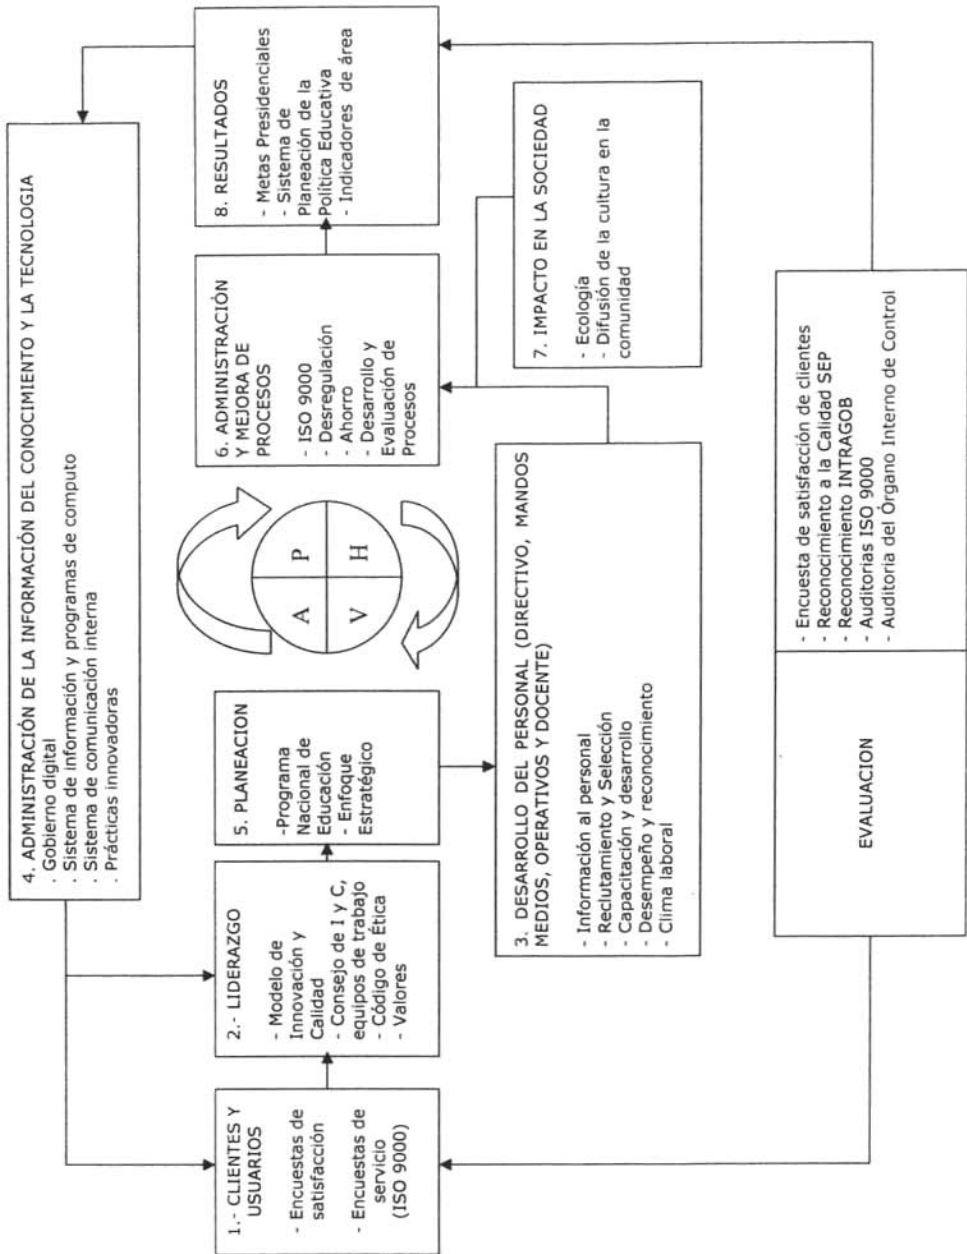 4. ADMINISTRACIÓN DE LA INFORMACIÓN DEL CONOCIMIENTO Y LA TECNOLOGIA
. Gobierno digital
. Sistema de información y programas de computo
. Sistema de comunicación interna
. Prácticas innovadoras
1.- CLIENTES Y
USUARIOS
- Encuestas de
satisfacción
- Encuestas de
servicio
(ISO 9000)
2.- LIDERAZGO
- Modelo de
Innovación y
Calidad
- Consejo de I y C,
equipos de trabajo
- Código de Ética
- Valores
5. PLANEACION
-Programa
Nacional de
Educación
- Enfoque
Estratégico
A
P
V
H
6. ADMINISTRACIÓN
Y MEJORA DE
PROCESOS
- ISO 9000
- Desregulación
- Ahorro
- Desarrollo y
Evaluación de
Procesos
8. RESULTADOS
- Metas Presidenciales
- Sistema de
Planeación de la
Política Educativa
- Indicadores de área
3. DESARROLLO DEL PERSONAL (DIRECTIVO, MANDOS
MEDIOS, OPERATIVOS Y DOCENTE)
- Información al personal
- Reclutamiento y Selección
- Capacitación y desarrollo
- Desempeño y reconocimiento
- Clima laboral
7. IMPACTO EN LA SOCIEDAD
- Ecología
- Difusión de la cultura en la
comunidad
EVALUACION
- Encuesta de satisfacción de clientes
- Reconocimiento a la Calidad SEP
- Reconocimiento INTRAGOB
- Auditorias ISO 9000
- Auditoria del Órgano Interno de Control